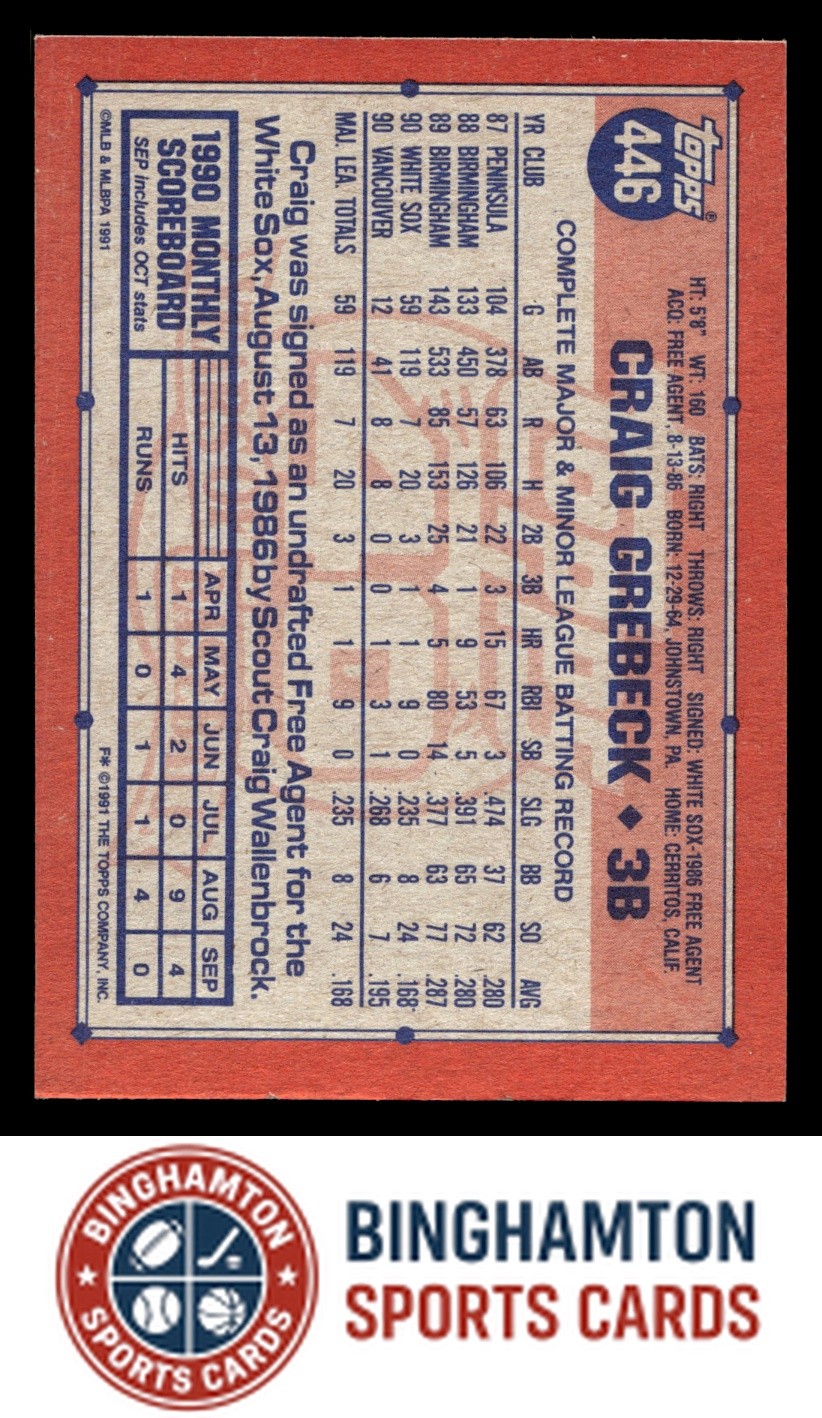 topps®
446
HT: 5'8" WT: 160 BATS: RIGHT THROWS: RIGHT SIGNED: WHITE SOX-1986 FREE AGENT
ACQ: FREE AGENT, 8-13-86 BORN: 12-29-64, JOHNSTOWN, PA. HOME: CERRITOS, CALIF.
CRAIG GREBECK ◆ 3B
COMPLETE MAJOR & MINOR LEAGUE BATTING RECORD
YR CLUB G AB R H 2B 3B HR RBI SB SLG BB SO AVG
87 PENINSULA 104 378 63 106 22 3 15 67 3 .474 37 62 .280
88 BIRMINGHAM 133 450 57 126 21 1 9 53 5 .391 65 72 .280
89 BIRMINGHAM 143 533 85 153 25 4 5 80 14 .377 63 77 .287
90 WHITE SOX 59 119 7 20 3 1 1 9 0 .235 8 24 .168
90 VANCOUVER 12 41 8 8 0 0 1 3 1 .268 6 7 .195
MAJ. LEA. TOTALS 59 119 7 20 3 1 1 9 0 .235 8 24 .168
Craig was signed as an undrafted Free Agent for the
White Sox, August 13, 1986 by Scout Craig Wallenbrock.
1990 MONTHLY
SCOREBOARD
SEP includes OCT stats
APR MAY JUN JUL AUG SEP
HITS 1 4 2 0 9 4
RUNS 1 0 1 1 4 0
©MLB & MLBPA 1991
F* ©1991 THE TOPPS COMPANY, INC.
BINGHAMTON
SPORTS CARDS
BINGHAMTON
SPORTS CARDS